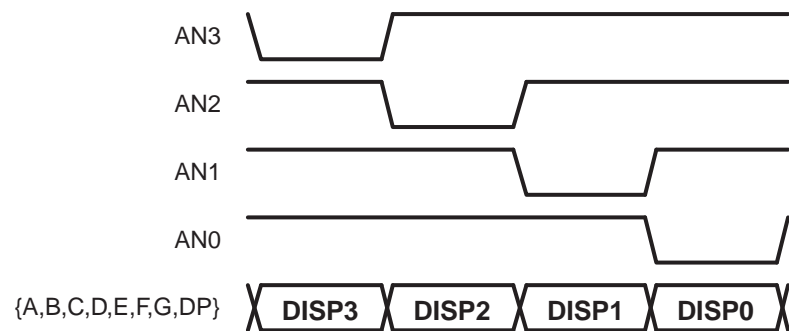 AN3
AN2
AN1
AN0
{A,B,C,D,E,F,G,DP} DISP3 DISP2 DISP1 DISP0